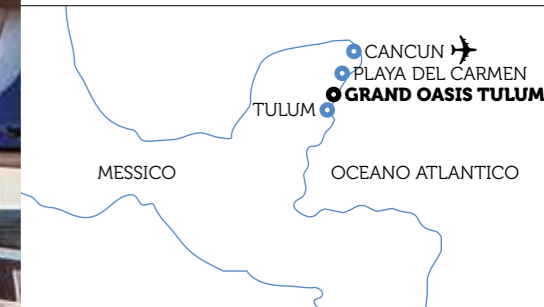 CANCUN
PLAYA DEL CARMEN
GRAND OASIS TULUM
TULUM
MESSICO
OCEANO ATLANTICO